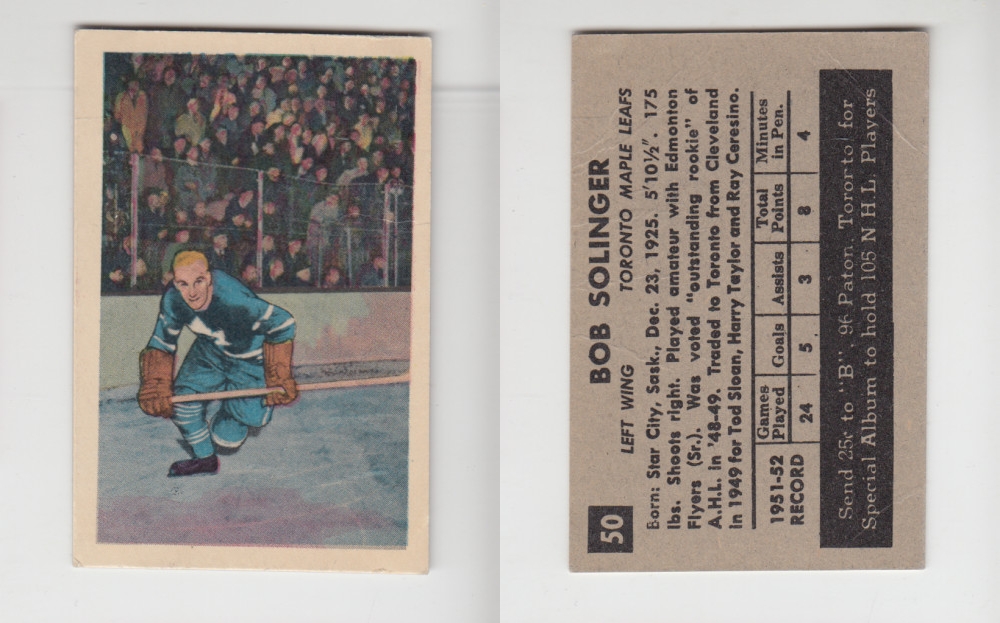 50
BOB SOLINGER
LEFT WING TORONTO MAPLE LEAFS
Born: Star City, Sask., Dec. 23, 1925. 5'10½". 175
lbs. Shoots right. Played amateur with Edmonton
Flyers (Sr.). Was voted "outstanding rookie" of
A.H.L. in '48-49. Traded to Toronto from Cleveland
in 1949 for Tod Sloan, Harry Taylor and Ray Ceresino.
1951-52 RECORD Games Played Goals Assists Total Points Minutes in Pen.
24 5 3 8 4
Send 25c to "B", 96 Paton, Toror to for
Special Album to hold 105 N H L Players